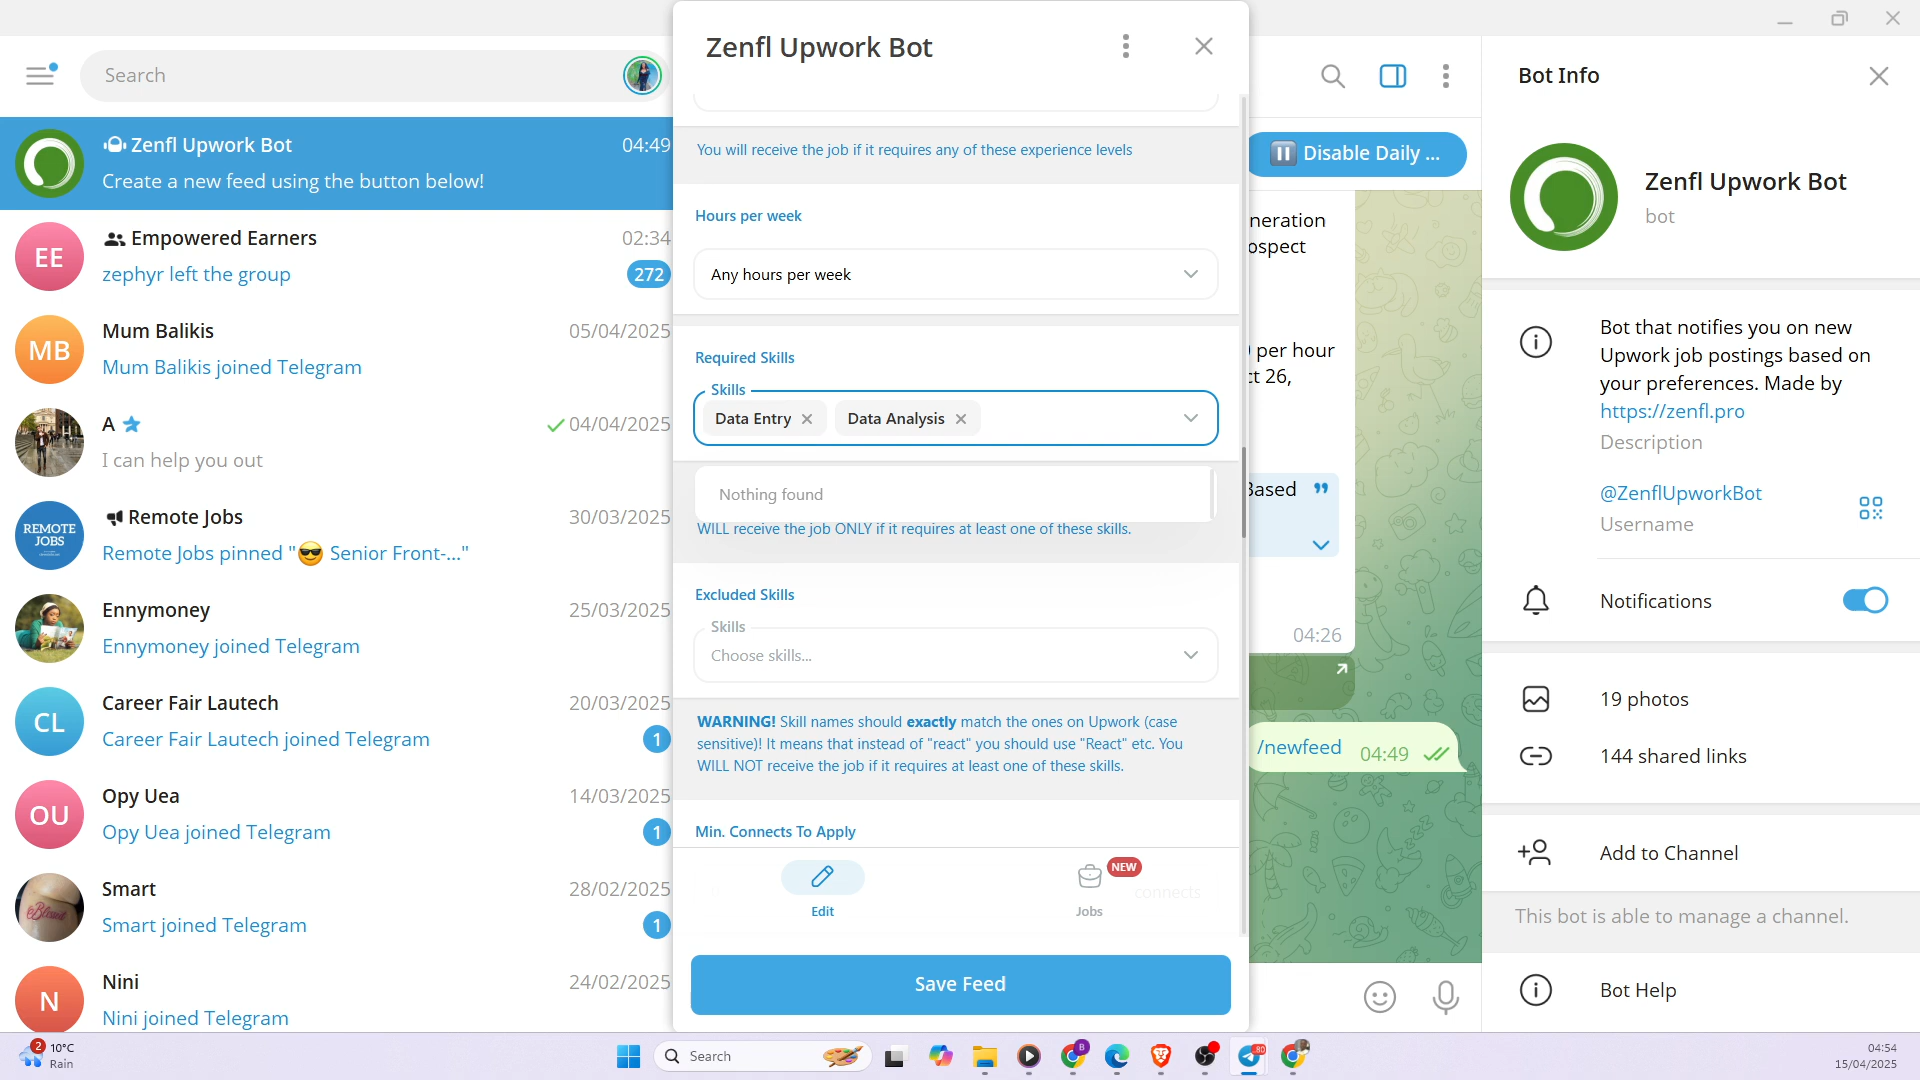 Search
Zenfl Upwork Bot
04:49
Create a new feed using the button below!
EE
Empowered Earners
02:34
zephyr left the group
272
MB
Mum Balikis
05/04/2025
Mum Balikis joined Telegram
A
04/04/2025
I can help you out
REMOTE
JOBS
Remote Jobs
30/03/2025
Remote Jobs pinned "😎 Senior Front-..."
Ennymoney
25/03/2025
Ennymoney joined Telegram
CL
Career Fair Lautech
20/03/2025
Career Fair Lautech joined Telegram
1
OU
Opy Uea
14/03/2025
Opy Uea joined Telegram
1
Smart
28/02/2025
Smart joined Telegram
1
N
Nini
24/02/2025
Nini joined Telegram
Zenfl Upwork Bot
You will receive the job if it requires any of these experience levels
Hours per week
Any hours per week
Required Skills
Skills
Data Entry
Data Analysis
Nothing found
WILL receive the job ONLY if it requires at least one of these skills.
Excluded Skills
Skills
Choose skills...
WARNING! Skill names should exactly match the ones on Upwork (case
sensitive)! It means that instead of "react" you should use "React" etc. You
WILL NOT receive the job if it requires at least one of these skills.
Min. Connects To Apply
connects
Edit
NEW
Jobs
Save Feed
Disable Daily ...
neration
ospect
per hour
ct 26,
Based
04:26
/newfeed
04:49
Bot Info
Zenfl Upwork Bot
bot
Bot that notifies you on new
Upwork job postings based on
your preferences. Made by
https://zenfl.pro
Description
@ZenflUpworkBot
Username
Notifications
19 photos
144 shared links
Add to Channel
This bot is able to manage a channel.
Bot Help
2
10°C
Rain
Search
B
80
04:54
15/04/2025